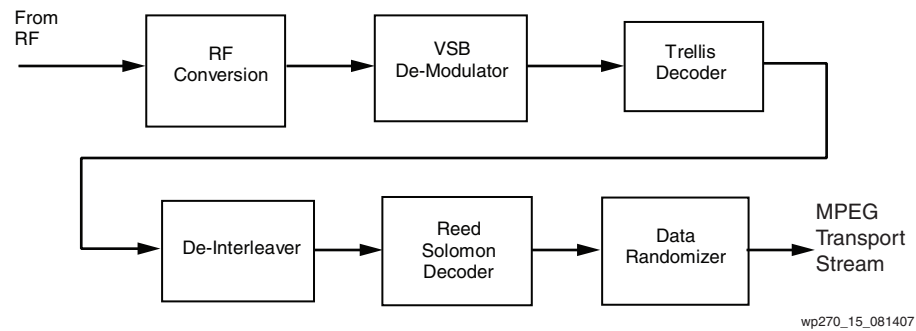 From
RF
RF
Conversion
VSB
De-Modulator
Trellis
Decoder
De-Interleaver
Reed
Solomon
Decoder
Data
Randomizer
MPEG
Transport
Stream
wp270_15_081407